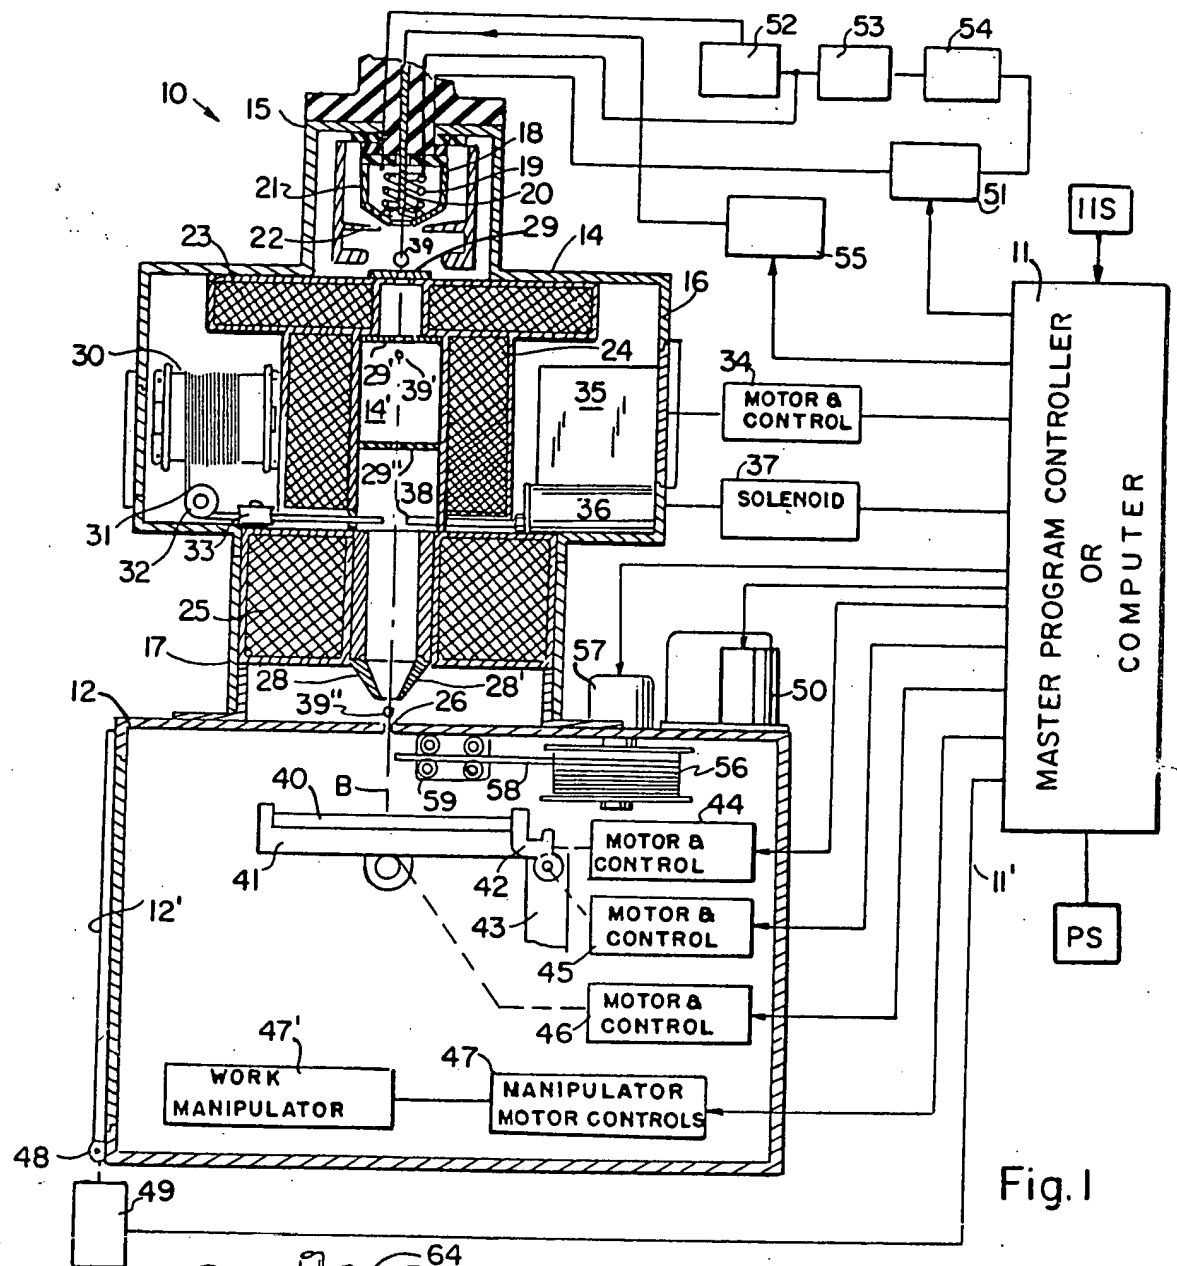 52
53
54
10
15
18
19
20
21
22
39
29
51
11S
55
11
23
14
16
30
24
34
35
MOTOR &
CONTROL
29'
39'
14'
29"
38
37
SOLENOID
36
31
32
33
MASTER PROGRAM CONTROLLER
OR
COMPUTER
25
17
28
28'
57
50
12
39"
26
B
59
58
56
40
44
MOTOR &
CONTROL
41
42
11'
12'
43
MOTOR &
CONTROL
45
PS
MOTOR &
CONTROL
46
47'
47
WORK
MANIPULATOR
MANIPULATOR
MOTOR CONTROLS
48
49
Fig. 1
64